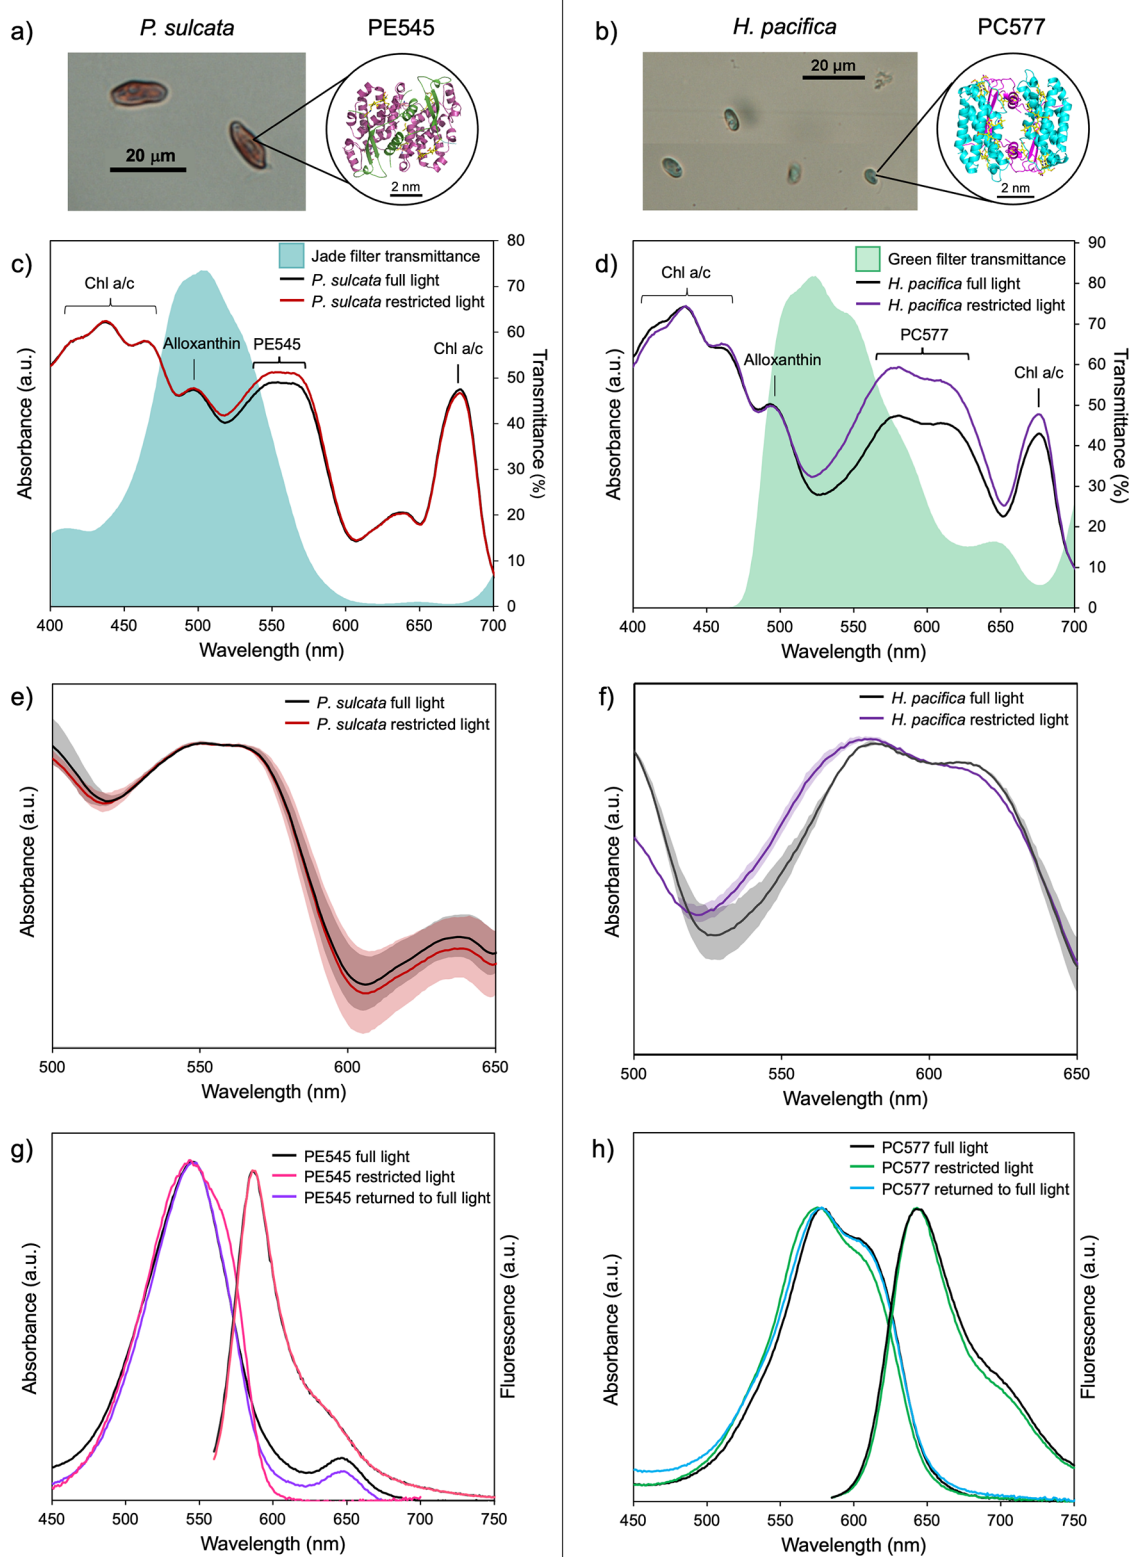 a)
P. sulcata
PE545
20 µm
2 nm
b)
H. pacifica
PC577
20 µm
2 nm
c)
Jade filter transmittance
P. sulcata full light
P. sulcata restricted light
Chl a/c
Alloxanthin
PE545
Chl a/c
Absorbance (a.u.)
Transmittance (%)
80
70
60
50
40
30
20
10
0
400 450 500 550 600 650 700
Wavelength (nm)
d)
Green filter transmittance
H. pacifica full light
H. pacifica restricted light
Chl a/c
Alloxanthin
PC577
Chl a/c
Absorbance (a.u.)
Transmittance (%)
90
80
70
60
50
40
30
20
10
0
400 450 500 550 600 650 700
Wavelength (nm)
e)
P. sulcata full light
P. sulcata restricted light
Absorbance (a.u.)
500 550 600 650
Wavelength (nm)
f)
H. pacifica full light
H. pacifica restricted light
Absorbance (a.u.)
500 550 600 650
Wavelength (nm)
g)
PE545 full light
PE545 restricted light
PE545 returned to full light
Absorbance (a.u.)
Fluorescence (a.u.)
450 500 550 600 650 700 750
Wavelength (nm)
h)
PC577 full light
PC577 restricted light
PC577 returned to full light
Absorbance (a.u.)
Fluorescence (a.u.)
450 500 550 600 650 700 750
Wavelength (nm)